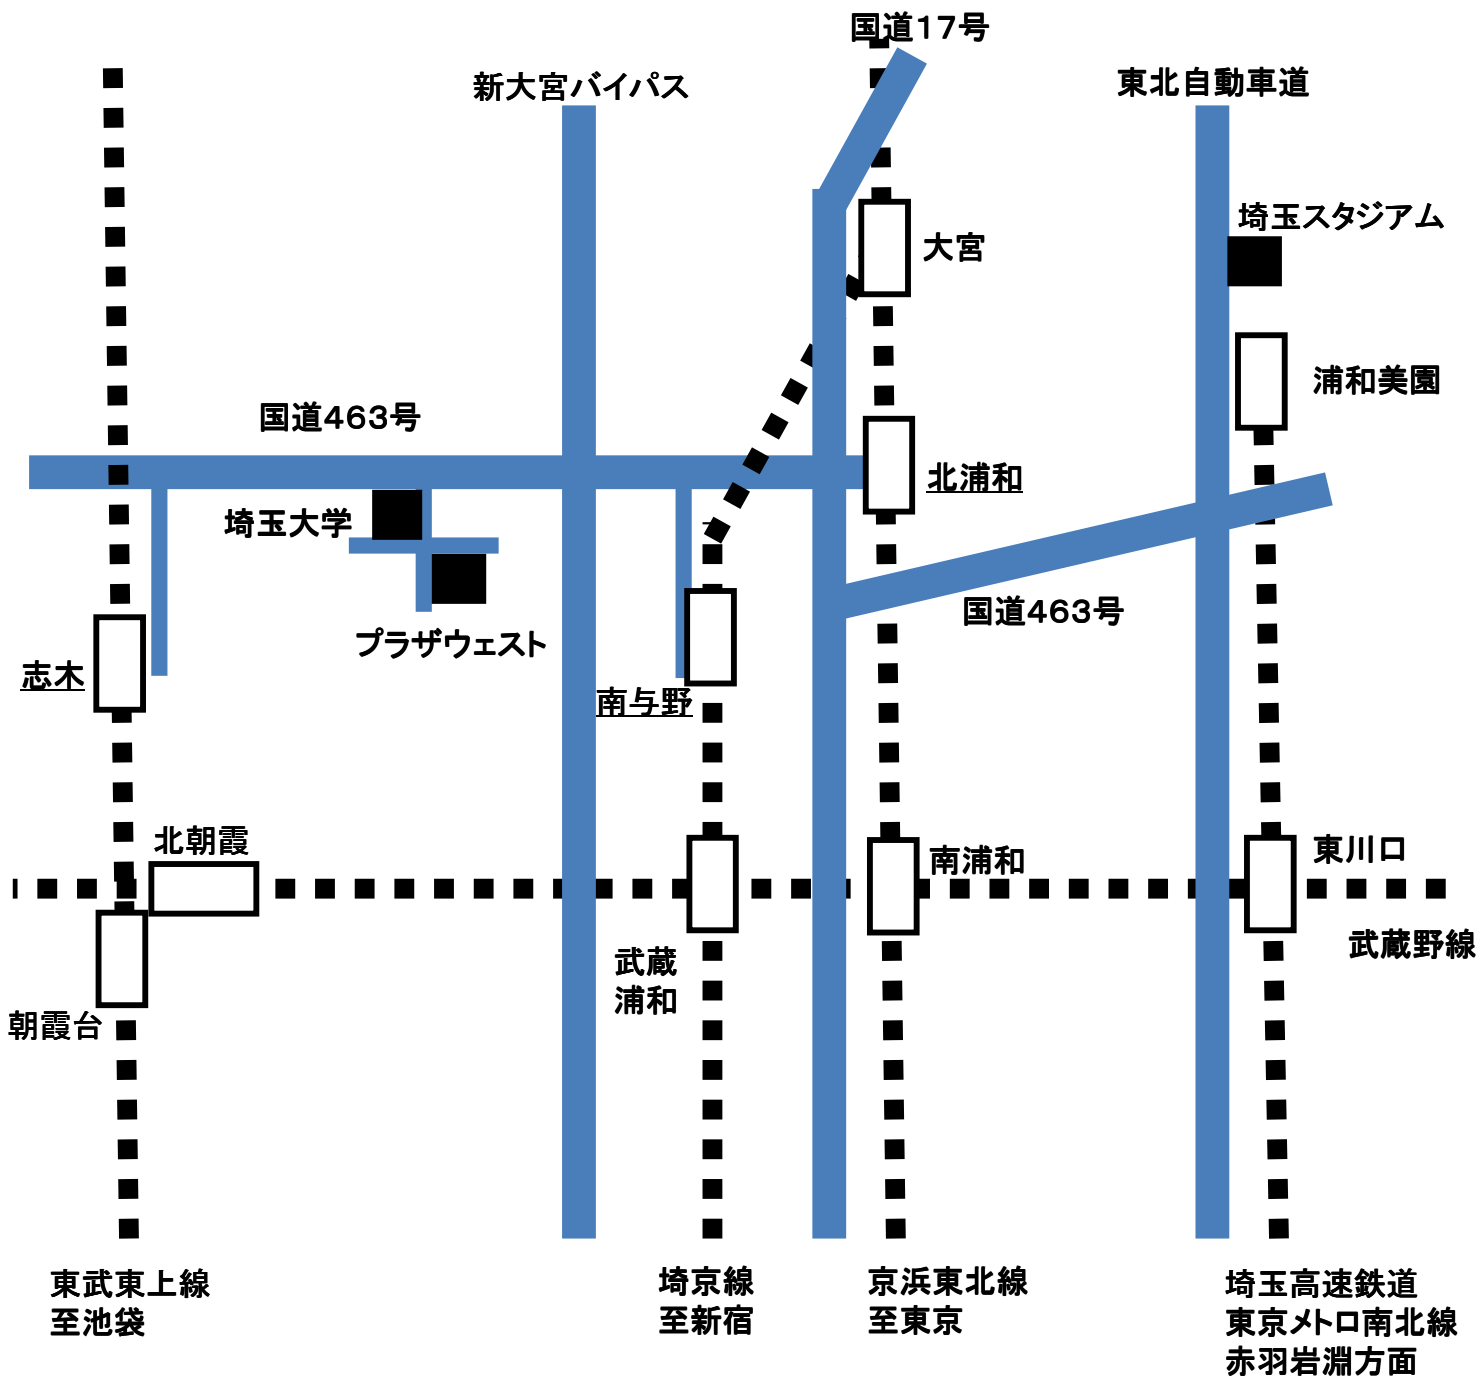 国道17号
新大宮バイパス
東北自動車道
埼玉スタジアム
大宮
浦和美園
国道463号
北浦和
埼玉大学
国道463号
プラザウェスト
志木
南与野
北朝霞
南浦和
東川口
武蔵野線
武蔵
浦和
朝霞台
東武東上線
至池袋
埼京線
至新宿
京浜東北線
至東京
埼玉高速鉄道
東京メトロ南北線
赤羽岩淵方面